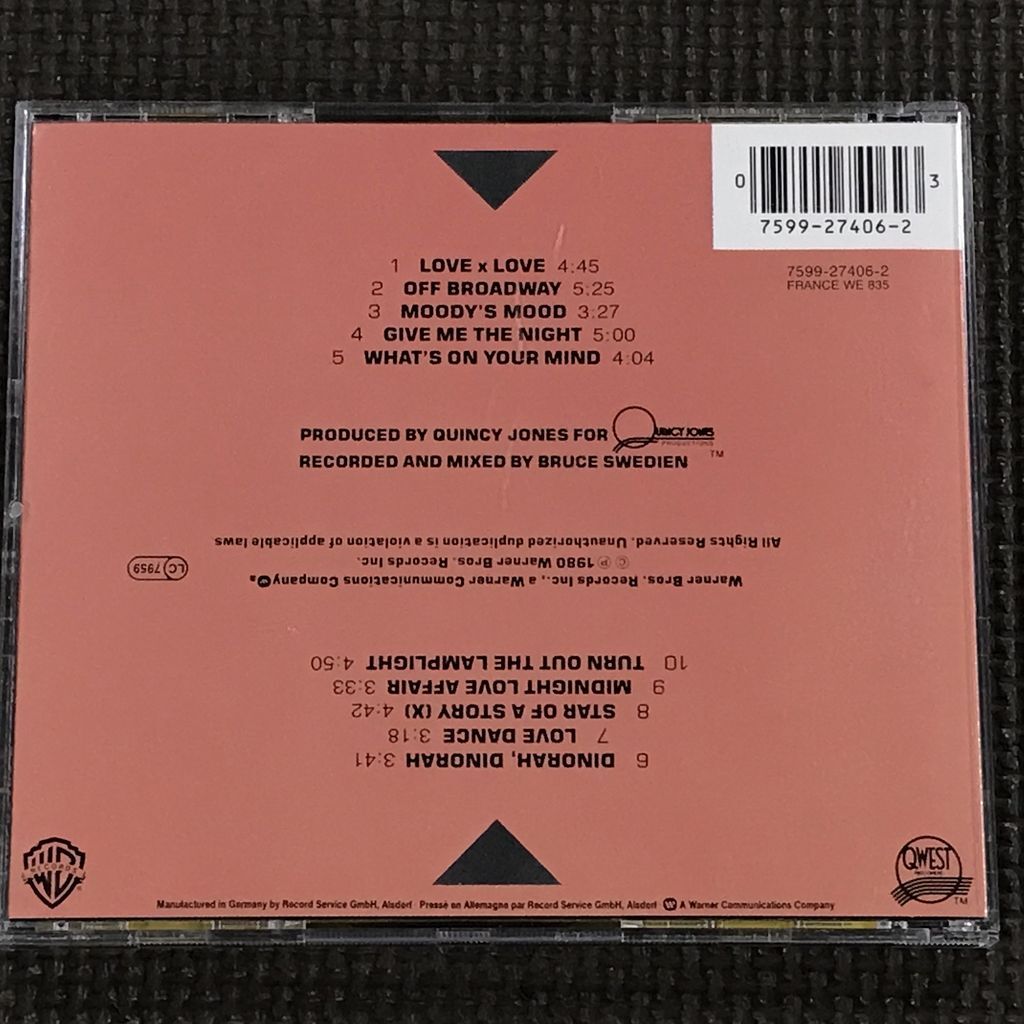 0 3
7599-27406-2
7599-27406-2
FRANCE WE 835
1 LOVE x LOVE 4:45
2 OFF BROADWAY 5:25
3 MOODY'S MOOD 3:27
4 GIVE ME THE NIGHT 5:00
5 WHAT'S ON YOUR MIND 4:04
PRODUCED BY QUINCY JONES FOR QUINCY JONES
PRODUCTIONS TM
RECORDED AND MIXED BY BRUCE SWEDIEN
Warner Bros. Records Inc., a Warner Communications Company
© ℗ 1980 Warner Bros. Records Inc.
All Rights Reserved. Unauthorized duplication is a violation of applicable laws
LC 7959
6 DINORAH, DINORAH 3:41
7 LOVE DANCE 3:18
8 STAR OF A STORY (X) 4:42
9 MIDNIGHT LOVE AFFAIR 3:33
10 TURN OUT THE LAMPLIGHT 4:50
WB
RECORDS
QWEST
RECORDS
TM
Manufactured in Germany by Record Service GmbH, Alsdorf · Pressé en Allemagne par Record Service GmbH, Alsdorf A Warner Communications Company